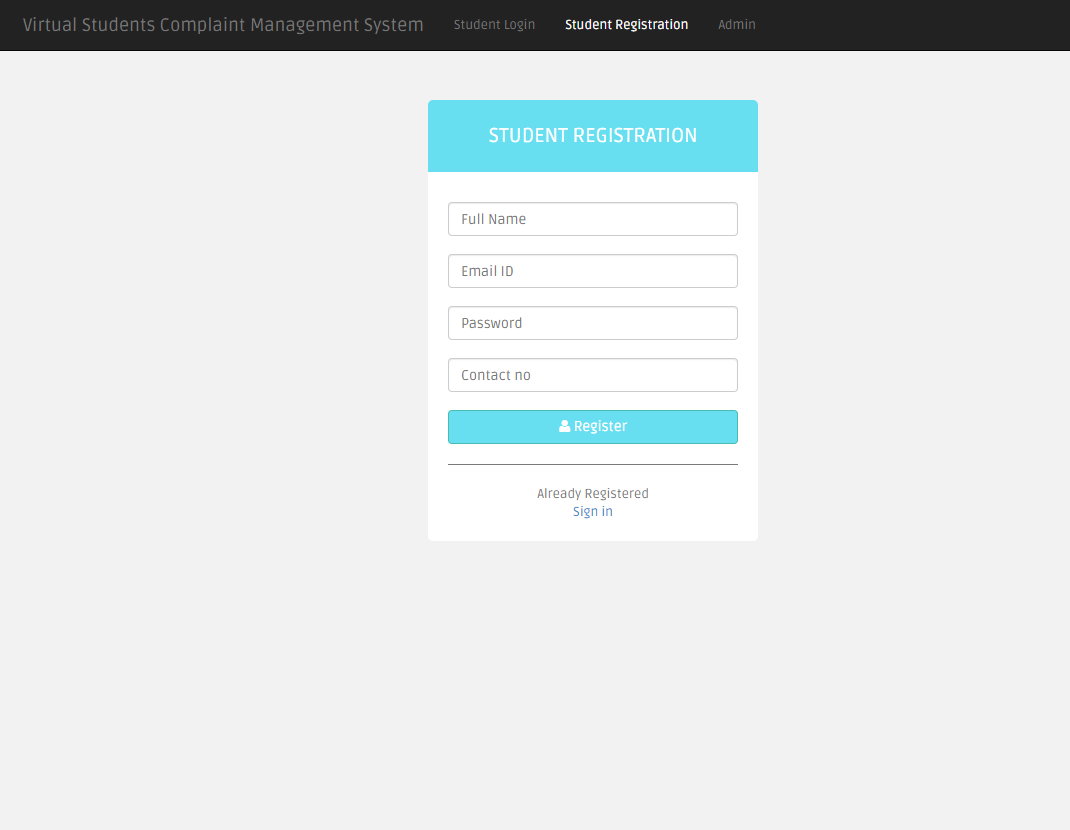 Virtual Students Complaint Management System Student Login Student Registration Admin
STUDENT REGISTRATION
Full Name
Email ID
Password
Contact no
Register
Already Registered
Sign in